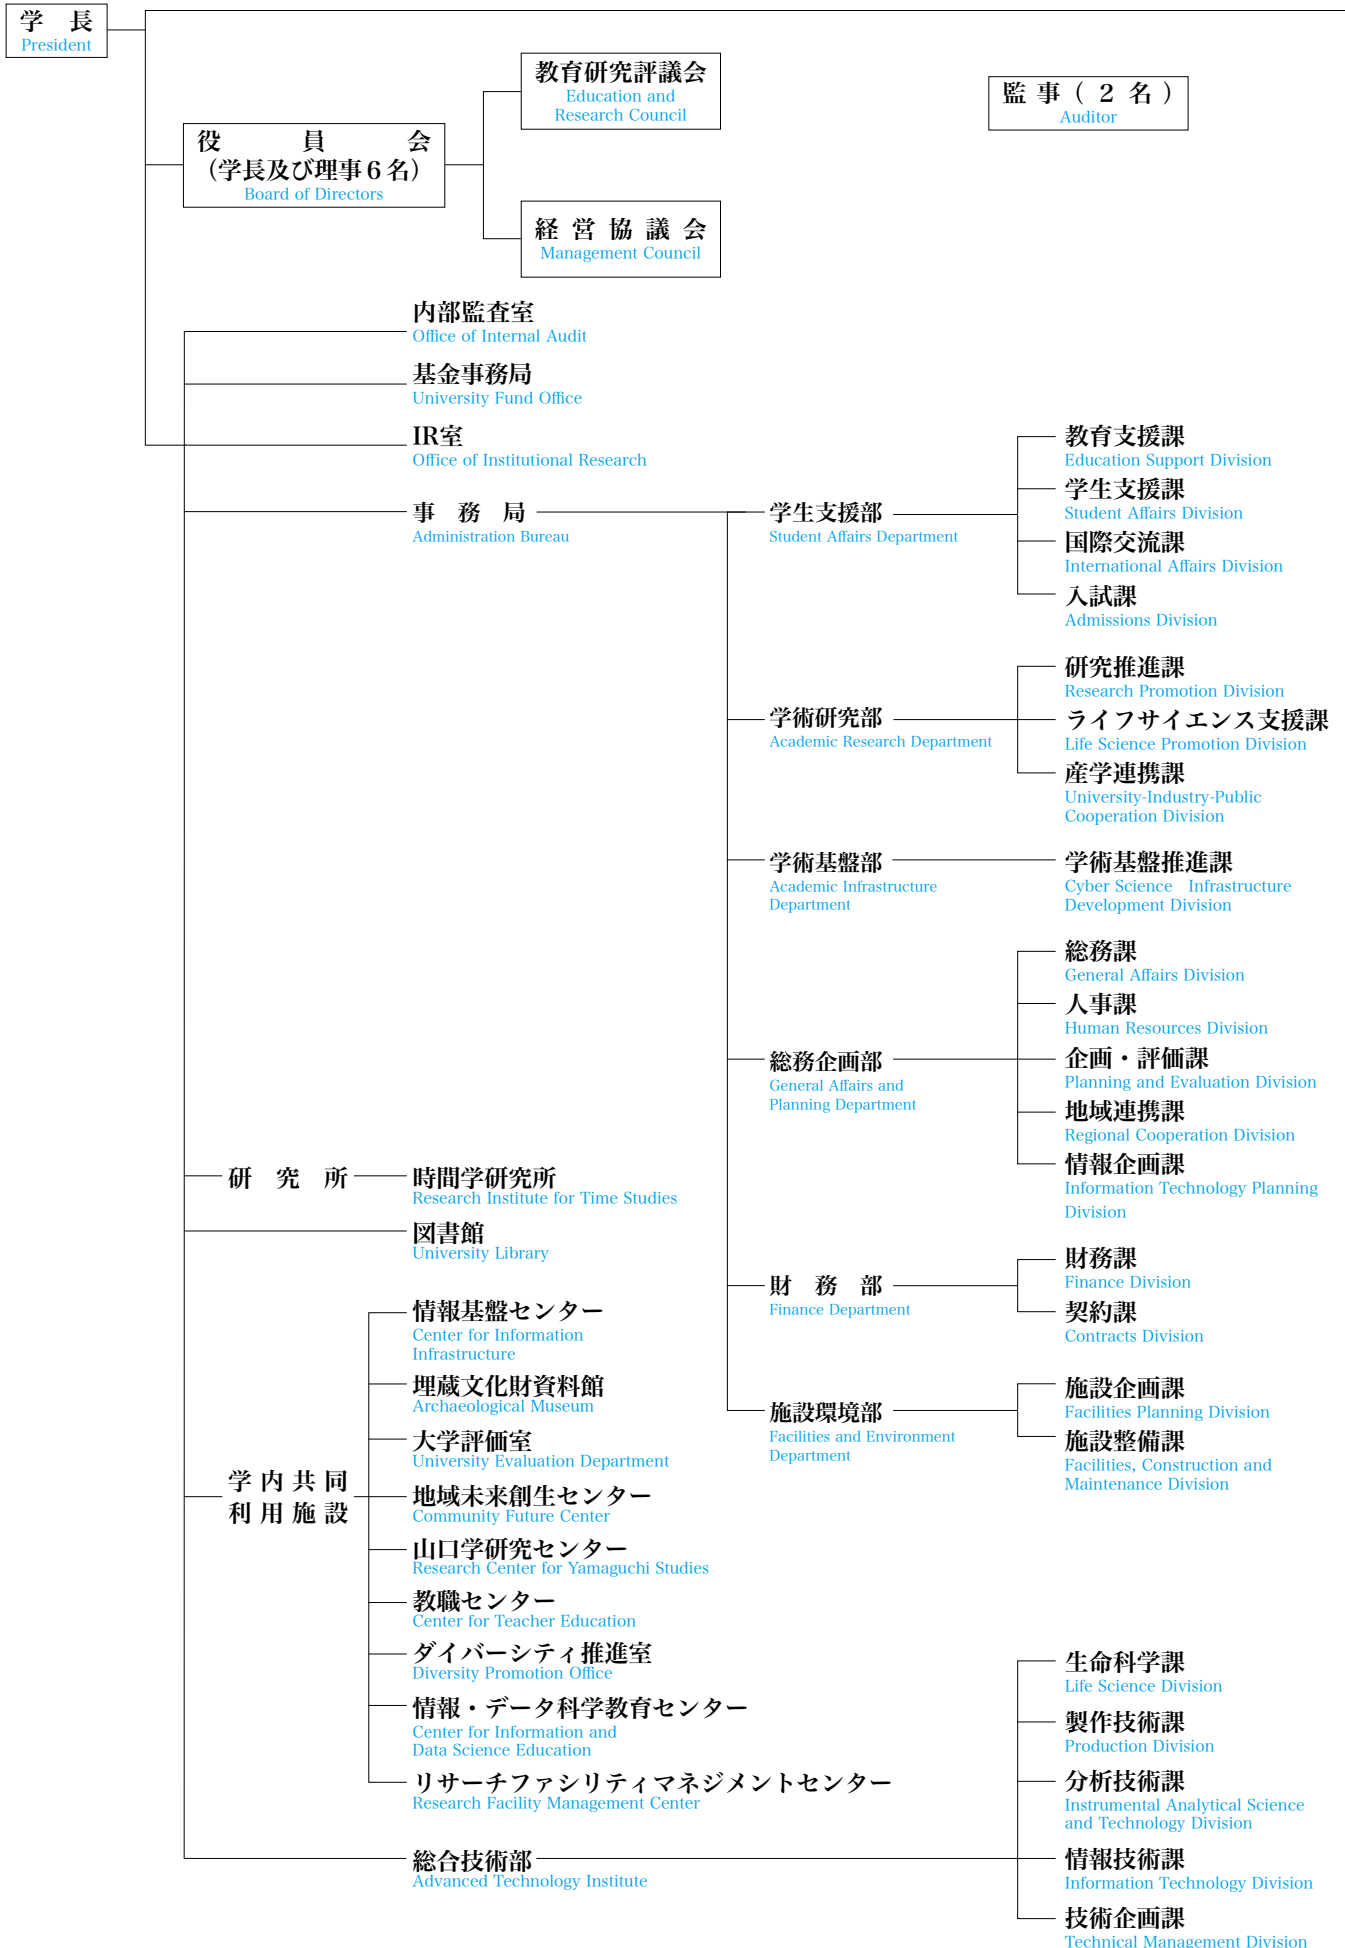 学　長
President
教育研究評議会
Education and
Research Council
監 事（ 2 名 ）
Auditor
役　　員　　会
（学長及び理事６名）
Board of Directors
経 営 協 議 会
Management Council
内部監査室
Office of Internal Audit
基金事務局
University Fund Office
IR室
Office of Institutional Research
事　務　局
Administration Bureau
学生支援部
Student Affairs Department
教育支援課
Education Support Division
学生支援課
Student Affairs Division
国際交流課
International Affairs Division
入試課
Admissions Division
学術研究部
Academic Research Department
研究推進課
Research Promotion Division
ライフサイエンス支援課
Life Science Promotion Division
産学連携課
University-Industry-Public
Cooperation Division
学術基盤部
Academic Infrastructure
Department
学術基盤推進課
Cyber Science　Infrastructure
Development Division
総務企画部
General Affairs and
Planning Department
総務課
General Affairs Division
人事課
Human Resources Division
企画・評価課
Planning and Evaluation Division
地域連携課
Regional Cooperation Division
情報企画課
Information Technology Planning
Division
財　務　部
Finance Department
財務課
Finance Division
契約課
Contracts Division
施設環境部
Facilities and Environment
Department
施設企画課
Facilities Planning Division
施設整備課
Facilities, Construction and
Maintenance Division
研　究　所
時間学研究所
Research Institute for Time Studies
図書館
University Library
学 内 共 同
利 用 施 設
情報基盤センター
Center for Information
Infrastructure
埋蔵文化財資料館
Archaeological Museum
大学評価室
University Evaluation Department
地域未来創生センター
Community Future Center
山口学研究センター
Research Center for Yamaguchi Studies
教職センター
Center for Teacher Education
ダイバーシティ推進室
Diversity Promotion Office
情報・データ科学教育センター
Center for Information and
Data Science Education
リサーチファシリティマネジメントセンター
Research Facility Management Center
総合技術部
Advanced Technology Institute
生命科学課
Life Science Division
製作技術課
Production Division
分析技術課
Instrumental Analytical Science
and Technology Division
情報技術課
Information Technology Division
技術企画課
Technical Management Division